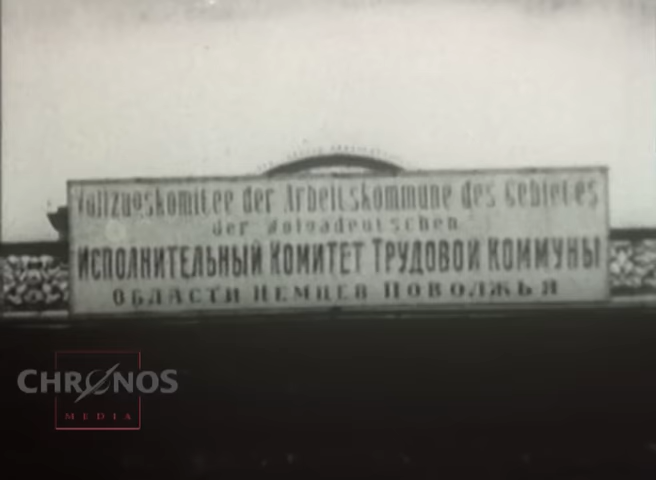 Vollzugskomitee der Arbeitskommune des Gebietes
der Wolgadeutschen
Исполнительный Комитет Трудовой Коммуны
Области Немцев Поволжья
CHRONOS
MEDIA